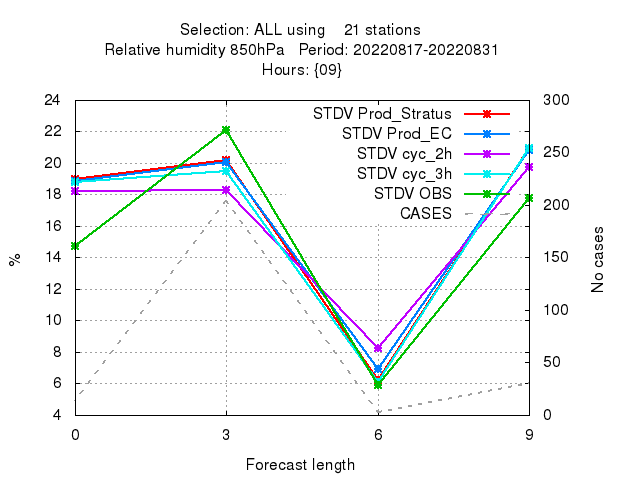 Selection: ALL using 21 stations
Relative humidity 850hPa Period: 20220817-20220831
Hours: {09}
24 300
STDV Prod_Stratus
22
STDV Prod_EC
250
STDV cyc_2h
20
STDV cyc_3h
18
STDV OBS
200
CASES
16
14 150
%
No cases
12
10 100
8
50
6
4 0
0 3 6 9
Forecast length